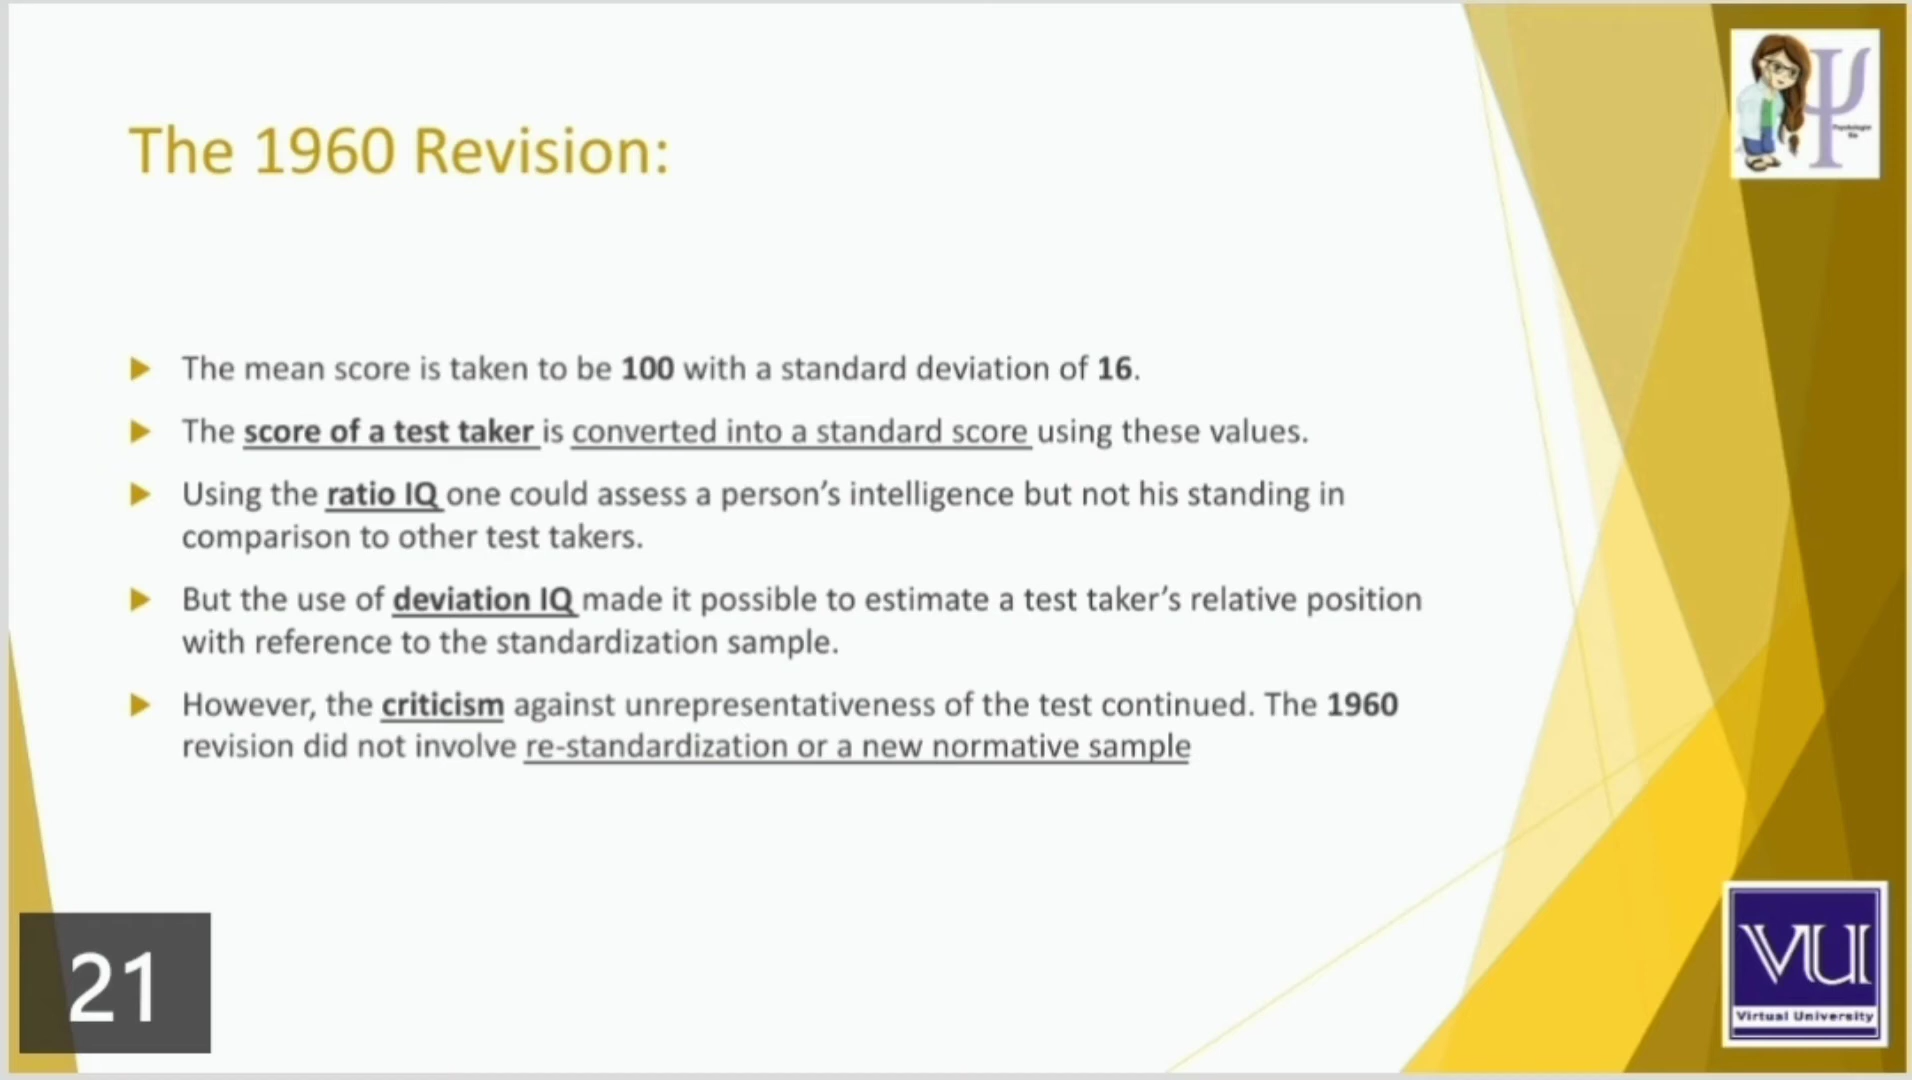 The 1960 Revision:
The mean score is taken to be 100 with a standard deviation of 16.
The score of a test taker is converted into a standard score using these values.
Using the ratio IQ one could assess a person’s intelligence but not his standing in
comparison to other test takers.
But the use of deviation IQ made it possible to estimate a test taker’s relative position
with reference to the standardization sample.
However, the criticism against unrepresentativeness of the test continued. The 1960
revision did not involve re-standardization or a new normative sample
21
VU
Virtual University